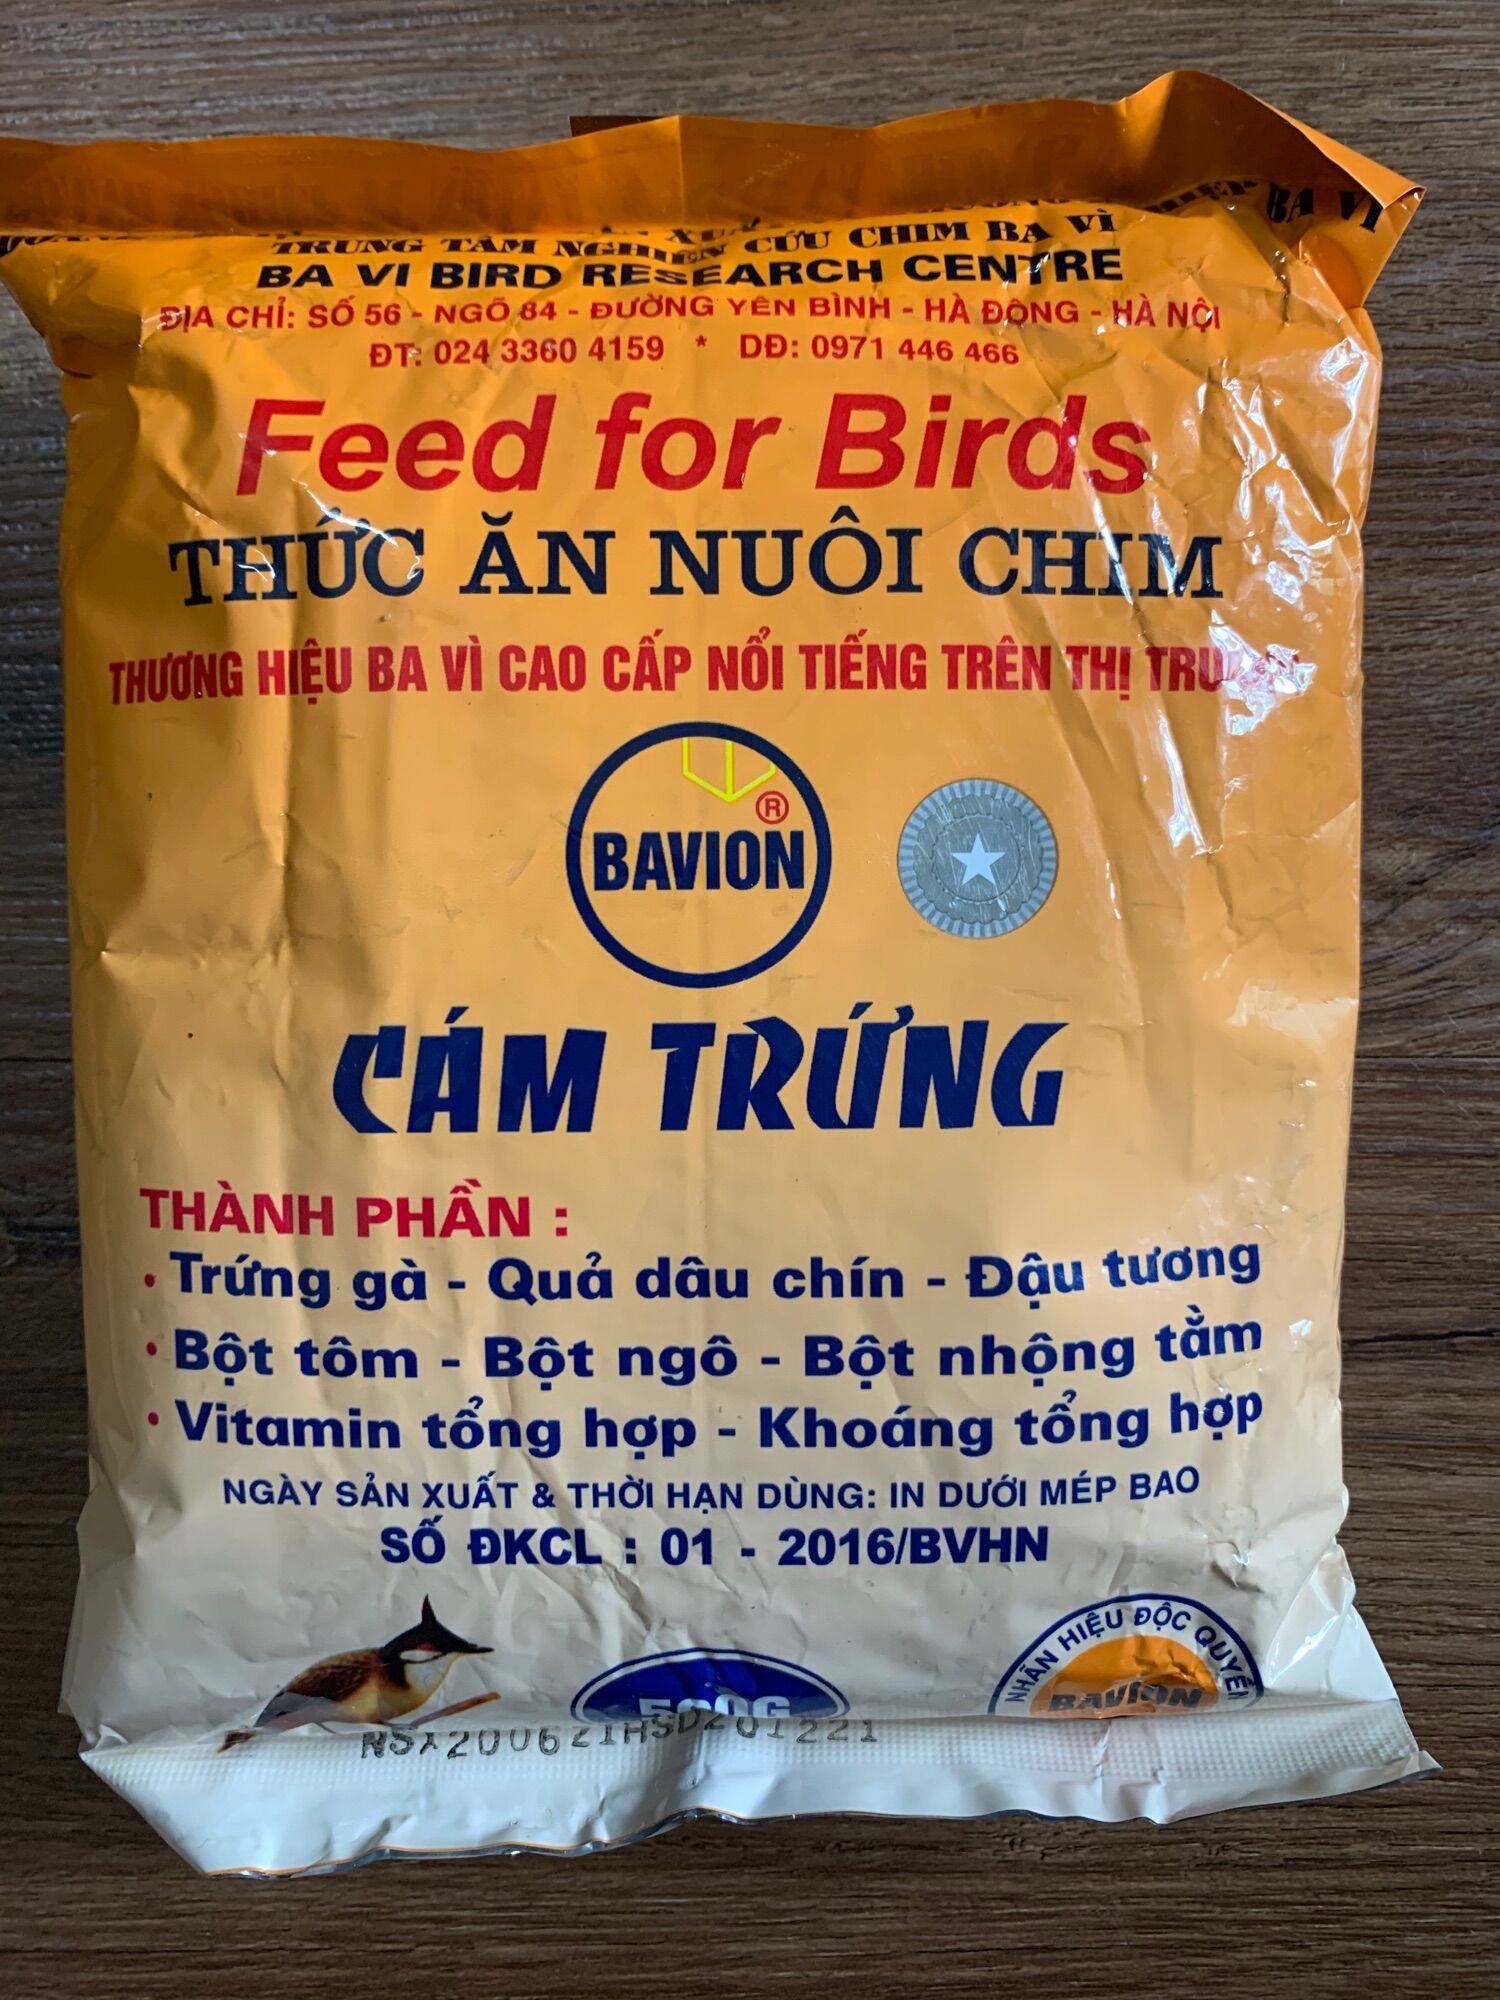 TRUNG TÂM NGHIÊN CỨU CHIM BA VÌ
BA VÌ
BA VI BIRD RESEARCH CENTRE
ĐỊA CHỈ: SỐ 56 - NGÕ 84 - ĐƯỜNG YÊN BÌNH - HÀ ĐÔNG - HÀ NỘI
ĐT: 024 3360 4159 * DĐ: 0971 446 466
Feed for Birds
THỨC ĂN NUÔI CHIM
THƯƠNG HIỆU BA VÌ CAO CẤP NỔI TIẾNG TRÊN THỊ
®
BAVION
CÁM TRỨNG
THÀNH PHẦN :
• Trứng gà - Quả dâu chín - Đậu tương
• Bột tôm - Bột ngô - Bột nhộng tằm
• Vitamin tổng hợp - Khoáng tổng hợp
NGÀY SẢN XUẤT & THỜI HẠN DÙNG: IN DƯỚI MÉP BAO
SỐ ĐKCL : 01 - 2016/BVHN
NHÃN HIỆU ĐỘC QUYỀN
BAVION
500G
NSX200621HSD201221